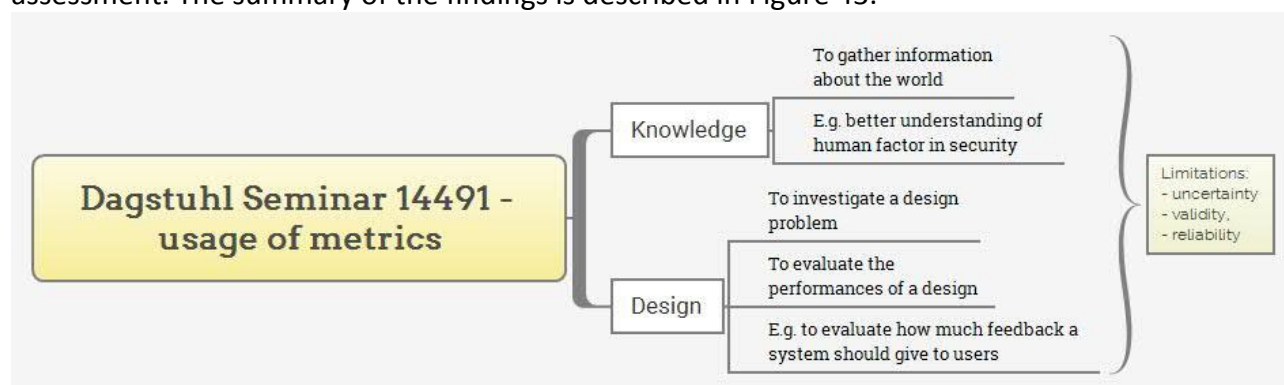 assessment. The summary of the findings is described in Figure 43.
To gather information
about the world
Knowledge
E.g. better understanding of
human factor in security
Dagstuhl Seminar 14491 -
usage of metrics
To investigate a design
problem
To evaluate the
performances of a design
Design
E.g. to evaluate how much feedback a
system should give to users
Limitations:
- uncertainty
- validity,
- reliability